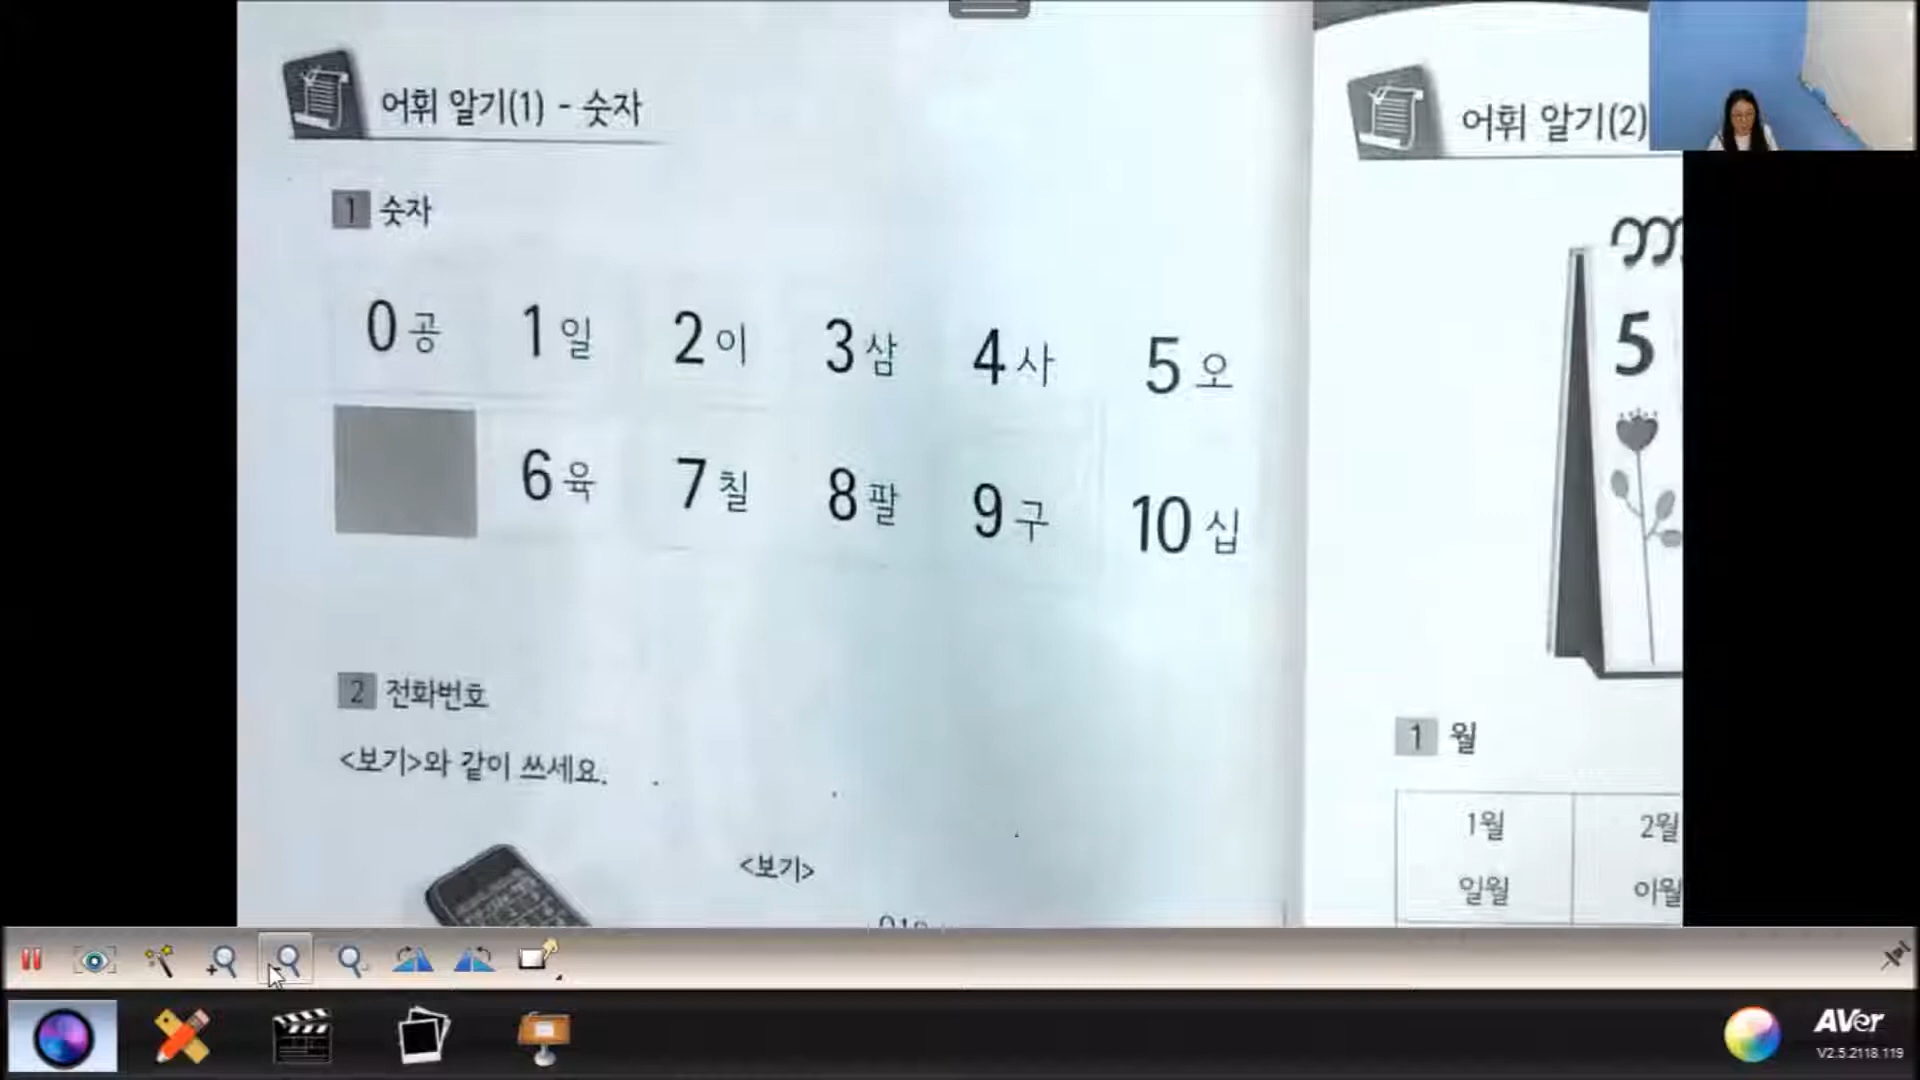 어휘 알기(1) - 숫자
1 숫자
0 공 1 일 2 이 3 삼 4 사 5 오
6 육 7 칠 8 팔 9 구 10 십
2 전화번호
<보기>와 같이 쓰세요.
<보기>
어휘 알기(2)
5
1 월
1월 2월
일월 이월
AVer
V2.5.2118.119